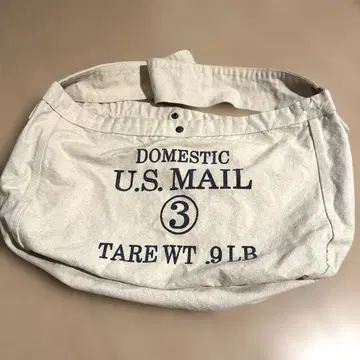 DOMESTIC
U.S. MAIL
3
TARE WT .9 LB